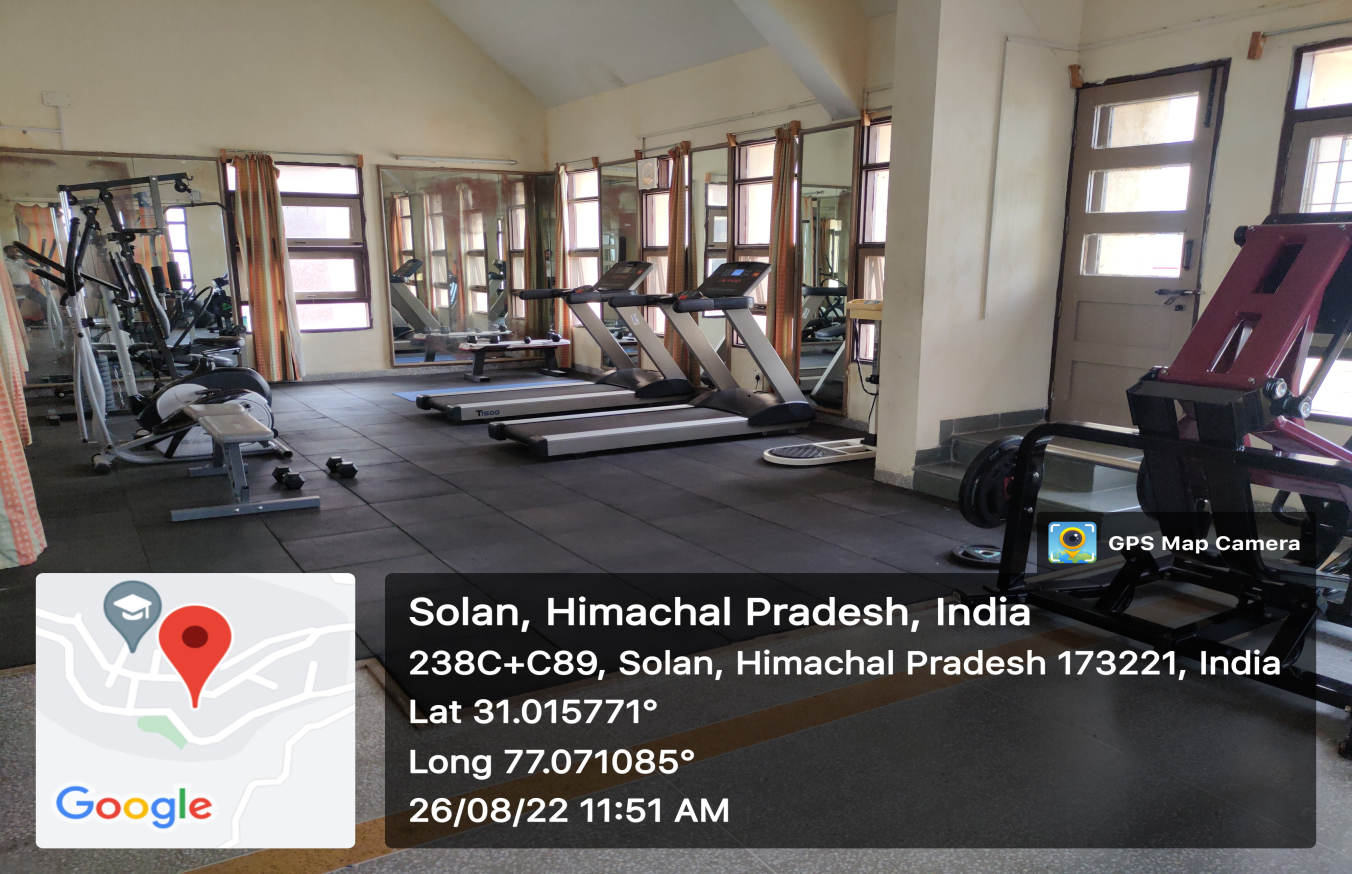 T1500
GPS Map Camera
Solan, Himachal Pradesh, India
238C+C89, Solan, Himachal Pradesh 173221, India
Lat 31.015771°
Long 77.071085°
26/08/22 11:51 AM
Google